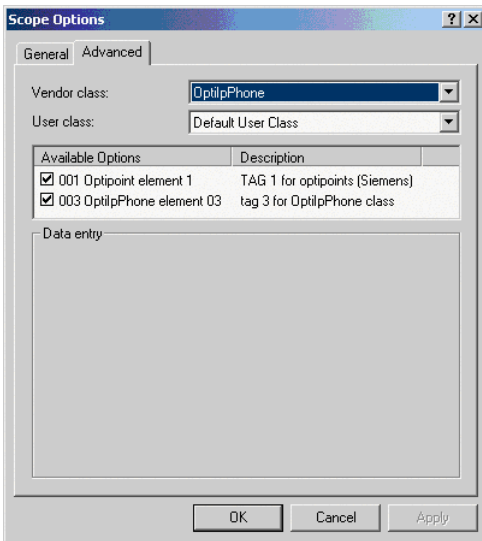 Scope Options
General Advanced
Vendor class: OptiIpPhone
User class: Default User Class
Available Options Description
001 Optipoint element 1 TAG 1 for optipoints (Siemens)
003 OptiIpPhone element 03 tag 3 for OptiIpPhone class
Data entry
OK Cancel Apply